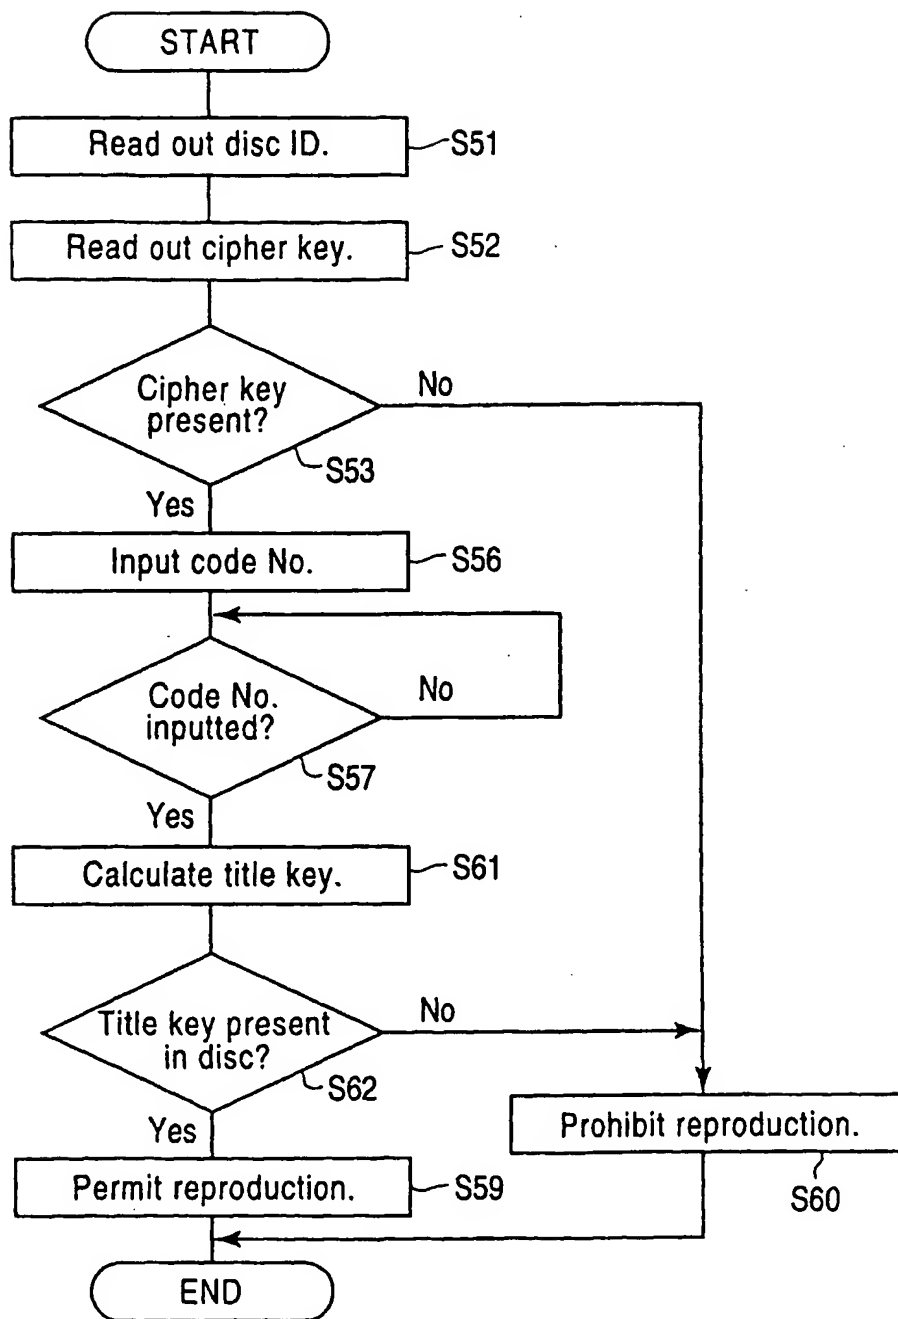 START
Read out disc ID.
S51
Read out cipher key.
S52
Cipher key
present?
No
S53
Yes
Input code No.
S56
Code No.
inputted?
No
S57
Yes
Calculate title key.
S61
Title key present
in disc?
No
S62
Yes
Prohibit reproduction.
S60
Permit reproduction.
S59
END